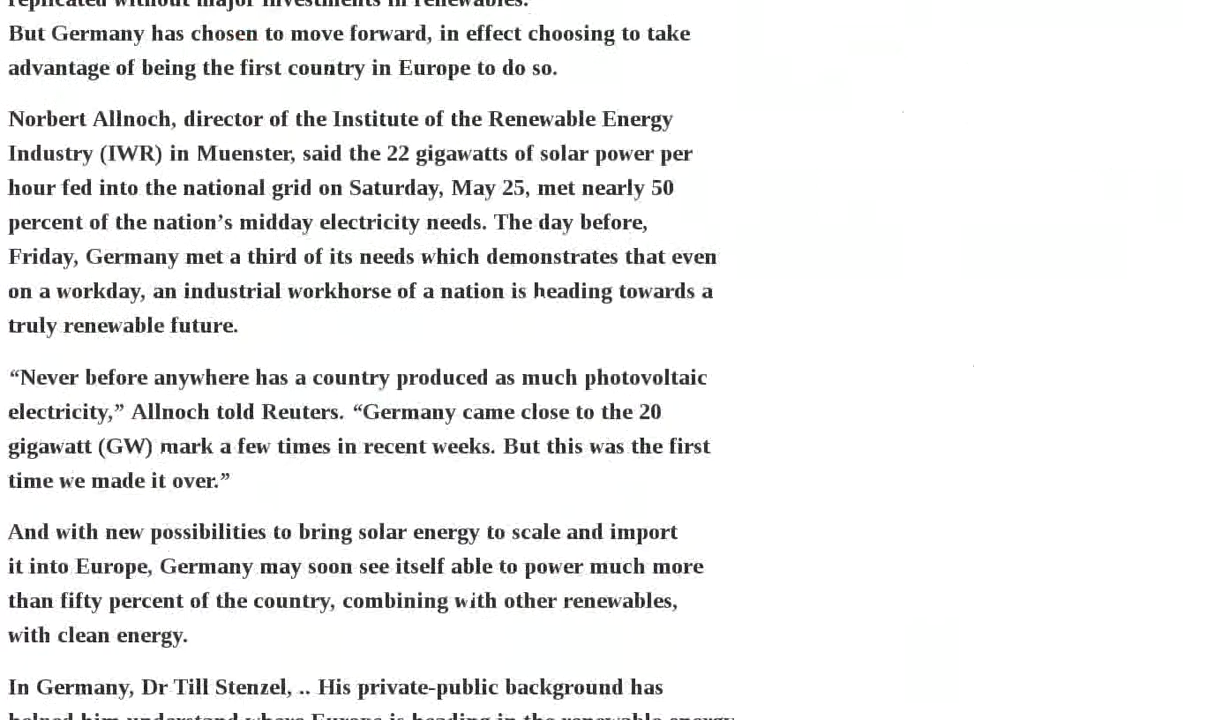 replicated without major investments in renewables.
But Germany has chosen to move forward, in effect choosing to take
advantage of being the first country in Europe to do so.
Norbert Allnoch, director of the Institute of the Renewable Energy
Industry (IWR) in Muenster, said the 22 gigawatts of solar power per
hour fed into the national grid on Saturday, May 25, met nearly 50
percent of the nation’s midday electricity needs. The day before,
Friday, Germany met a third of its needs which demonstrates that even
on a workday, an industrial workhorse of a nation is heading towards a
truly renewable future.
“Never before anywhere has a country produced as much photovoltaic
electricity,” Allnoch told Reuters. “Germany came close to the 20
gigawatt (GW) mark a few times in recent weeks. But this was the first
time we made it over.”
And with new possibilities to bring solar energy to scale and import
it into Europe, Germany may soon see itself able to power much more
than fifty percent of the country, combining with other renewables,
with clean energy.
In Germany, Dr Till Stenzel, .. His private-public background has
helped him understand where Europe is heading in the renewable energy